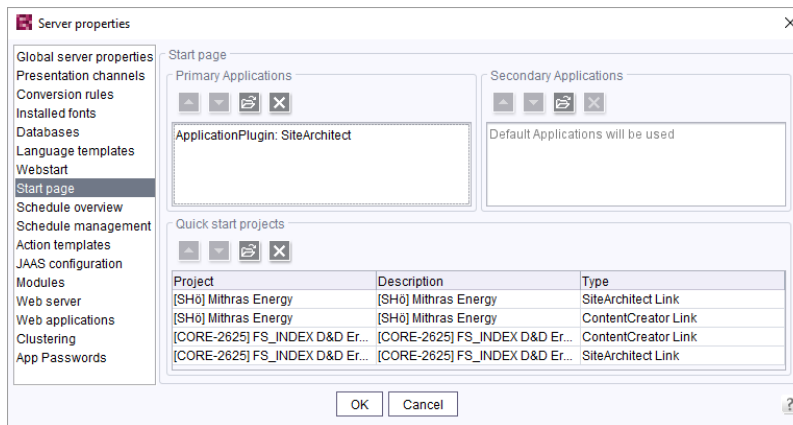 Server properties
Global server properties
Presentation channels
Conversion rules
Installed fonts
Databases
Language templates
Webstart
Start page
Schedule overview
Schedule management
Action templates
JAAS configuration
Modules
Web server
Web applications
Clustering
App Passwords
Start page
Primary Applications
ApplicationPlugin: SiteArchitect
Secondary Applications
Default Applications will be used
Quick start projects
Project Description Type
[SHö] Mithras Energy [SHö] Mithras Energy SiteArchitect Link
[SHö] Mithras Energy [SHö] Mithras Energy ContentCreator Link
[CORE-2625] FS_INDEX D&D Er... [CORE-2625] FS_INDEX D&D Er... ContentCreator Link
[CORE-2625] FS_INDEX D&D Er... [CORE-2625] FS_INDEX D&D Er... SiteArchitect Link
OK Cancel
?